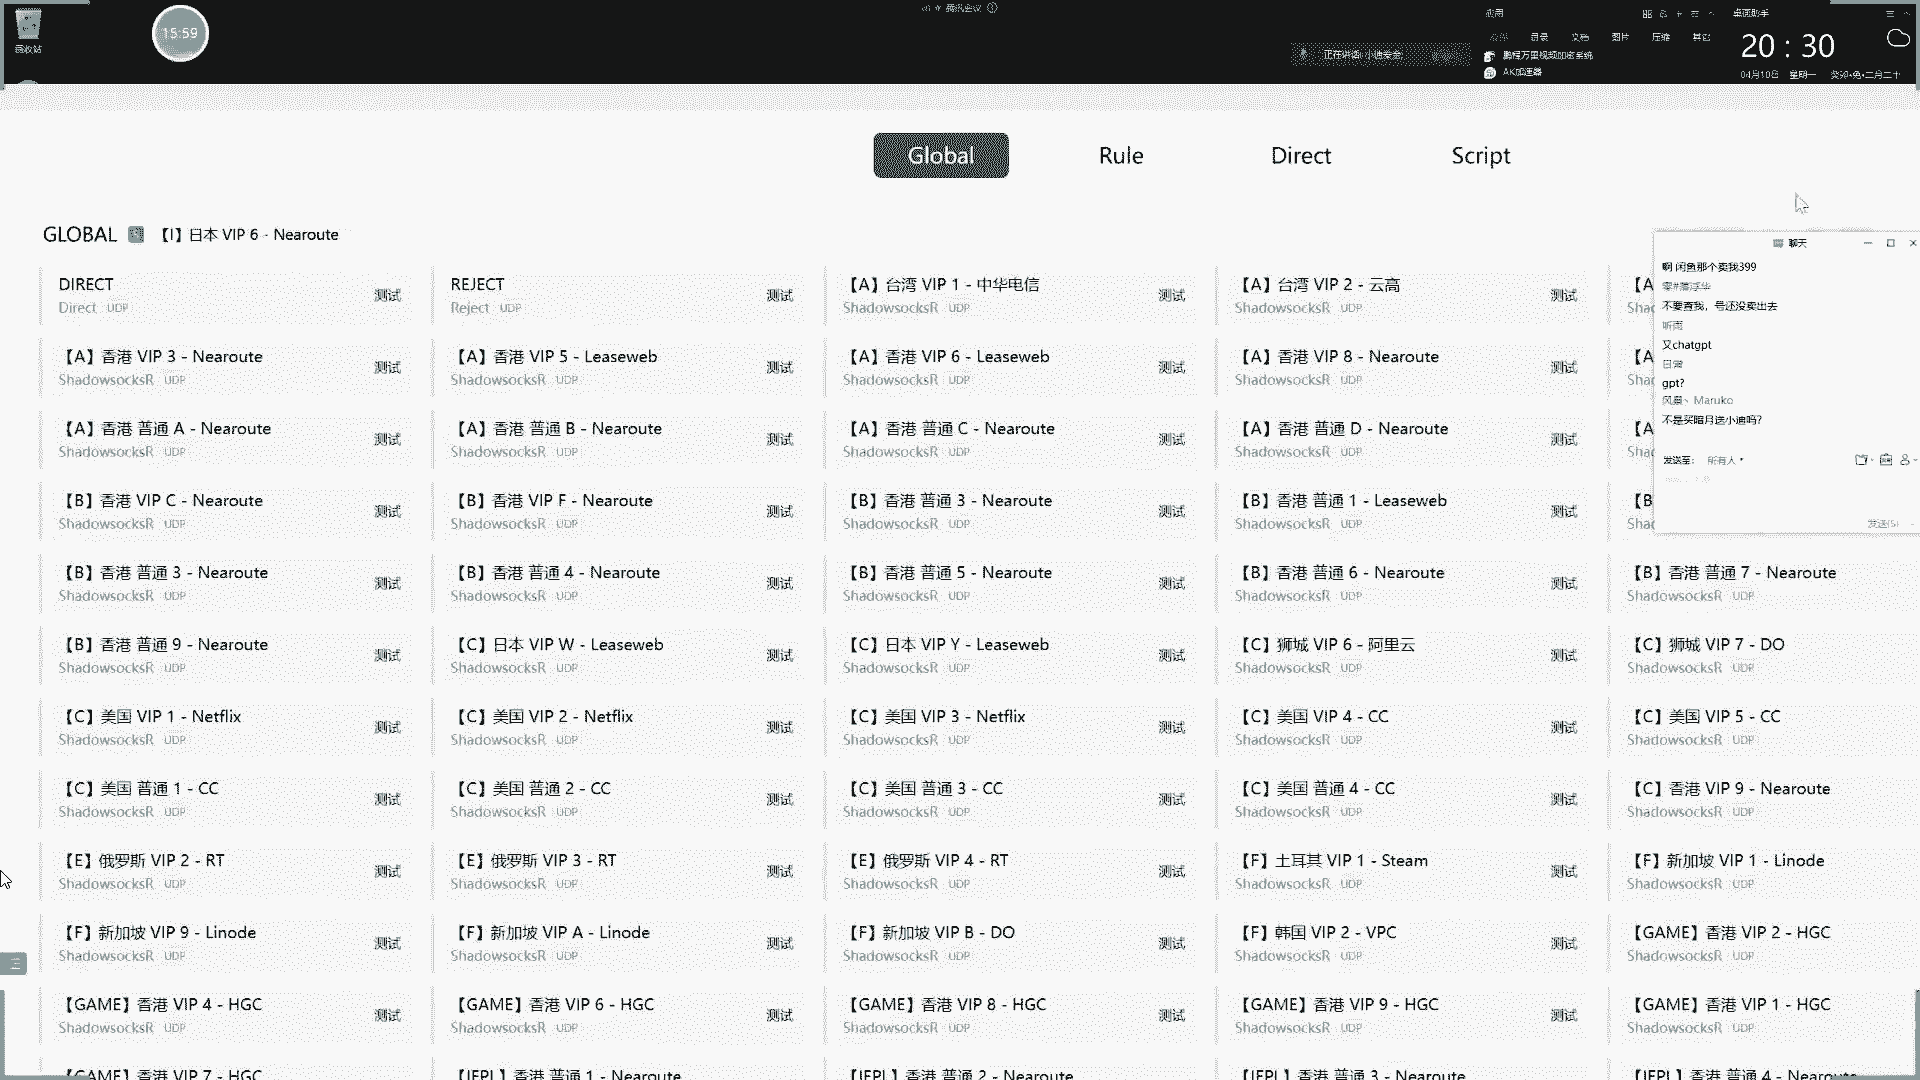 回收站
15:59
腾讯会议
正在讲话: 小迪安全;
应用
目录 文档 图片 压缩 其它
鹏程万里视频加密系统
AK加速器
桌面助手
20 : 30
04月10日 星期一 癸卯•兔•二月二十
Global Rule Direct Script
GLOBAL 【I】日本 VIP 6 - Nearoute
DIRECT 测试 REJECT 测试 【A】台湾 VIP 1 - 中华电信 测试 【A】台湾 VIP 2 - 云高 测试 【A
Direct UDP Reject UDP ShadowsocksR UDP ShadowsocksR UDP Shad
【A】香港 VIP 3 - Nearoute 测试 【A】香港 VIP 5 - Leaseweb 测试 【A】香港 VIP 6 - Leaseweb 测试 【A】香港 VIP 8 - Nearoute 测试 【A
ShadowsocksR UDP ShadowsocksR UDP ShadowsocksR UDP ShadowsocksR UDP Shad
【A】香港 普通 A - Nearoute 测试 【A】香港 普通 B - Nearoute 测试 【A】香港 普通 C - Nearoute 测试 【A】香港 普通 D - Nearoute 测试 【A
ShadowsocksR UDP ShadowsocksR UDP ShadowsocksR UDP ShadowsocksR UDP Shad
【B】香港 VIP C - Nearoute 测试 【B】香港 VIP F - Nearoute 测试 【B】香港 普通 3 - Nearoute 测试 【B】香港 普通 1 - Leaseweb 测试 【B
ShadowsocksR UDP ShadowsocksR UDP ShadowsocksR UDP ShadowsocksR UDP Shad
【B】香港 普通 3 - Nearoute 测试 【B】香港 普通 4 - Nearoute 测试 【B】香港 普通 5 - Nearoute 测试 【B】香港 普通 6 - Nearoute 测试 【B】香港 普通 7 - Nearoute
ShadowsocksR UDP ShadowsocksR UDP ShadowsocksR UDP ShadowsocksR UDP ShadowsocksR UDP
【B】香港 普通 9 - Nearoute 测试 【C】日本 VIP W - Leaseweb 测试 【C】日本 VIP Y - Leaseweb 测试 【C】狮城 VIP 6 - 阿里云 测试 【C】狮城 VIP 7 - DO
ShadowsocksR UDP ShadowsocksR UDP ShadowsocksR UDP ShadowsocksR UDP ShadowsocksR UDP
【C】美国 VIP 1 - Netflix 测试 【C】美国 VIP 2 - Netflix 测试 【C】美国 VIP 3 - Netflix 测试 【C】美国 VIP 4 - CC 测试 【C】美国 VIP 5 - CC
ShadowsocksR UDP ShadowsocksR UDP ShadowsocksR UDP ShadowsocksR UDP ShadowsocksR UDP
【C】美国 普通 1 - CC 测试 【C】美国 普通 2 - CC 测试 【C】美国 普通 3 - CC 测试 【C】美国 普通 4 - CC 测试 【C】香港 VIP 9 - Nearoute
ShadowsocksR UDP ShadowsocksR UDP ShadowsocksR UDP ShadowsocksR UDP ShadowsocksR UDP
【E】俄罗斯 VIP 2 - RT 测试 【E】俄罗斯 VIP 3 - RT 测试 【E】俄罗斯 VIP 4 - RT 测试 【F】土耳其 VIP 1 - Steam 测试 【F】新加坡 VIP 1 - Linode
ShadowsocksR UDP ShadowsocksR UDP ShadowsocksR UDP ShadowsocksR UDP ShadowsocksR UDP
【F】新加坡 VIP 9 - Linode 测试 【F】新加坡 VIP A - Linode 测试 【F】新加坡 VIP B - DO 测试 【F】韩国 VIP 2 - VPC 测试 【GAME】香港 VIP 2 - HGC
ShadowsocksR UDP ShadowsocksR UDP ShadowsocksR UDP ShadowsocksR UDP ShadowsocksR UDP
【GAME】香港 VIP 4 - HGC 测试 【GAME】香港 VIP 6 - HGC 测试 【GAME】香港 VIP 8 - HGC 测试 【GAME】香港 VIP 9 - HGC 测试 【GAME】香港 VIP 1 - HGC
ShadowsocksR UDP ShadowsocksR UDP ShadowsocksR UDP ShadowsocksR UDP ShadowsocksR UDP
【GAME】香港 VIP 7 - HGC 【IEPL】香港 普通 1 - Nearoute 【IEPL】香港 普通 2 - Nearoute 【IEPL】香港 普通 3 - Nearoute 【IEPL】香港 普通 4 - Nearoute
聊天
啊 闲鱼那个卖我399
零#薄浮华
不要查我，号还没卖出去
听雨
又chatgpt
日常
gpt?
风凛丶Maruko
不是买暗月送小迪吗?
发送至: 所有人
发送(S)